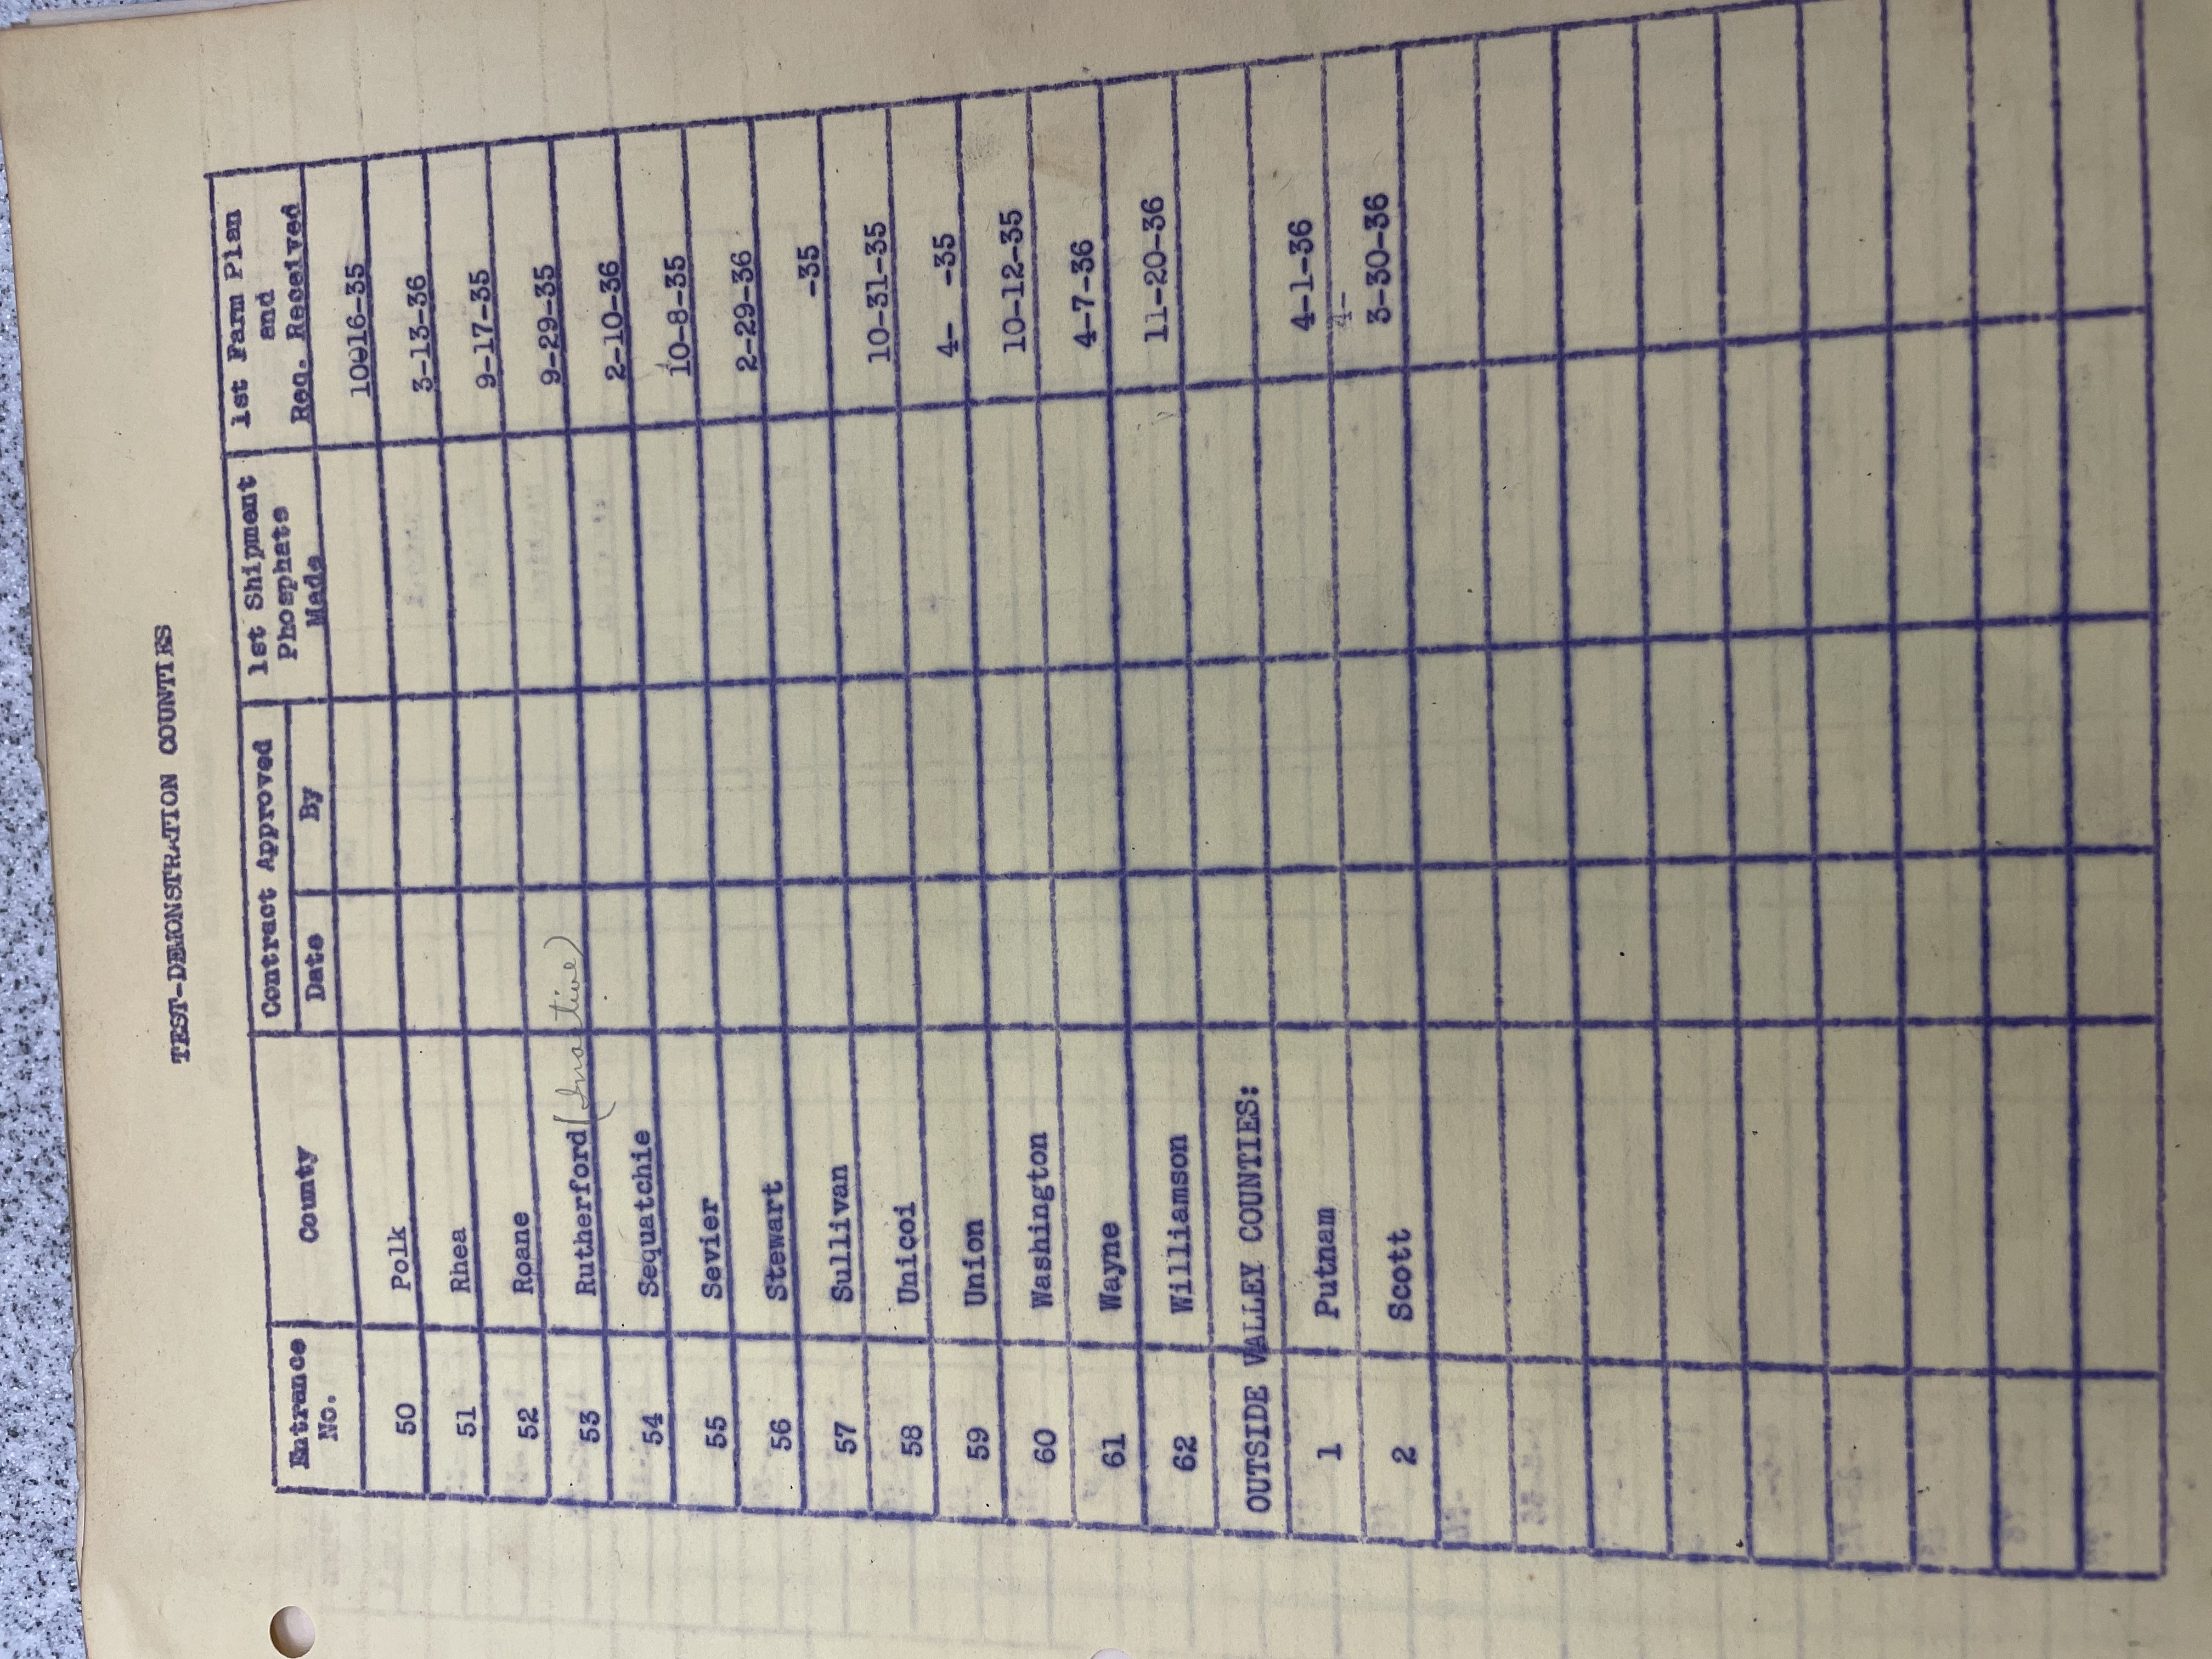 TEST-DEMONSTRATION COUNTIES
Entrance No. County Contract Approved Date By 1st Shipment Phosphate Made 1st Farm Plan and Req. Received
50 Polk 10016-35
51 Rhea 3-13-36
52 Roane 9-17-35
53 Rutherford (Inactive) 9-29-35
54 Sequatchie 2-10-36
55 Sevier 10-8-35
56 Stewart 2-29-36
57 Sullivan -35
58 Unicoi 10-31-35
59 Union 4- -35
60 Washington 10-12-35
61 Wayne 4-7-36
62 Williamson 11-20-36
OUTSIDE VALLEY COUNTIES:
1 Putnam 4-1-36
4-
2 Scott 3-30-36